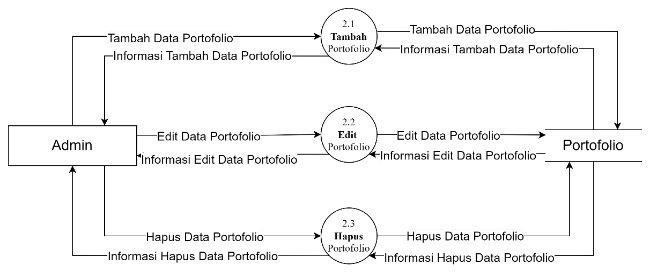 2.1
Tambah
Portofolio
Tambah Data Portofolio
Tambah Data Portofolio
Informasi Tambah Data Portofolio
Informasi Tambah Data Portofolio
Admin
2.2
Edit
Portofolio
Edit Data Portofolio
Edit Data Portofolio
Informasi Edit Data Portofolio
Informasi Edit Data Portofolio
Portofolio
2.3
Hapus
Portofolio
Hapus Data Portofolio
Hapus Data Portofolio
Informasi Hapus Data Portofolio
Informasi Hapus Data Portofolio